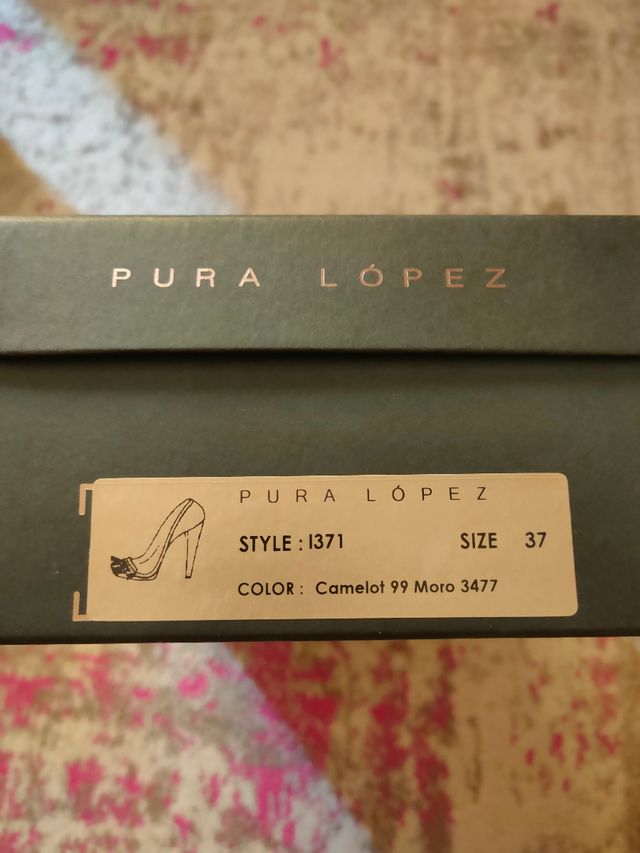 PURA LÓPEZ
PURA LÓPEZ
STYLE : I371 SIZE 37
COLOR : Camelot 99 Moro 3477